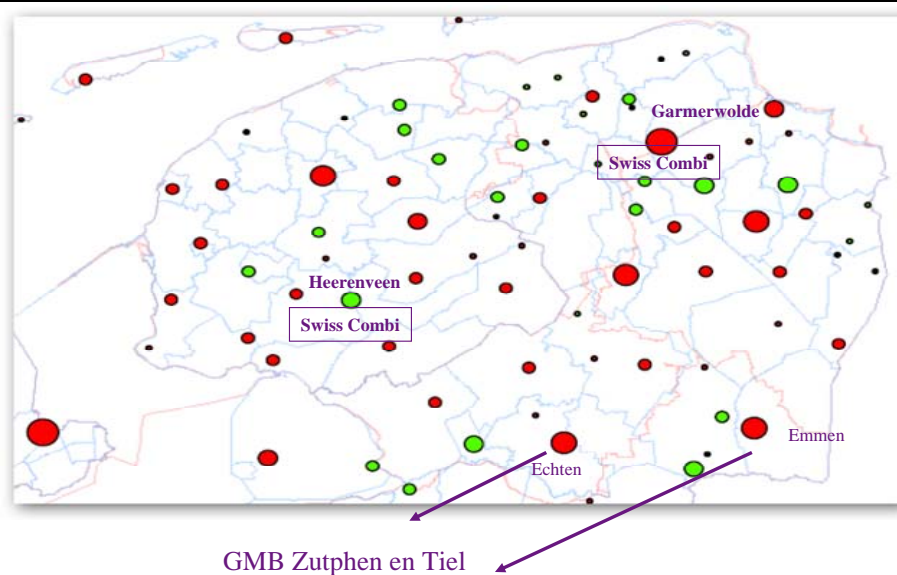 Garmerwolde
Swiss Combi
Heerenveen
Swiss Combi
Emmen
Echten
GMB Zutphen en Tiel